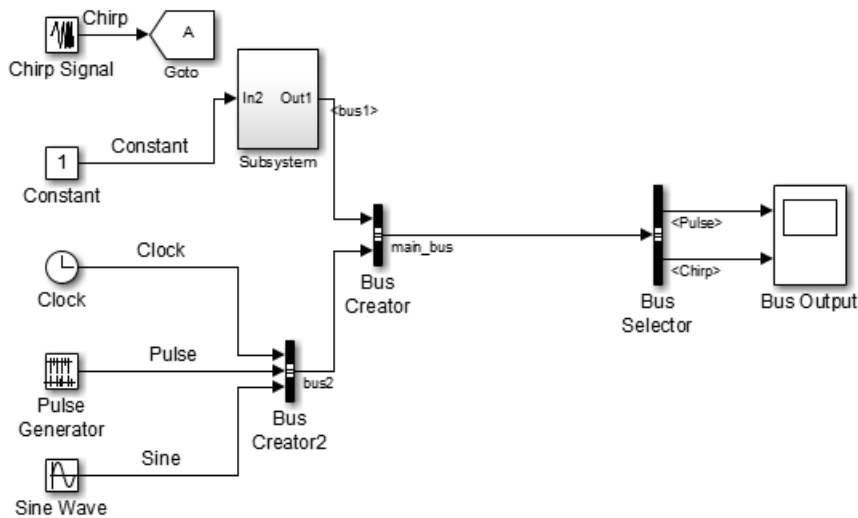 Chirp
A
Chirp Signal
Goto
In2
Out1
<bus1>
Constant
1
Subsystem
Constant
<Pulse>
Clock
main_bus
<Chirp>
Clock
Bus
Creator
Bus
Selector
Bus Output
Pulse
bus2
Pulse
Generator
Bus
Creator2
Sine
Sine Wave